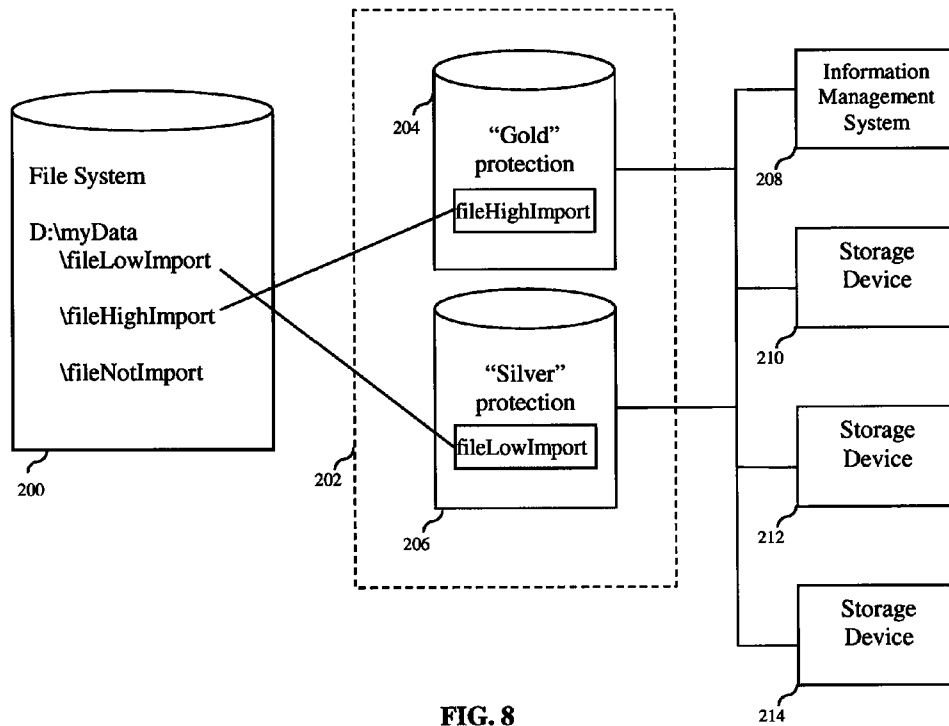 File System
D:\myData
\fileLowImport
\fileHighImport
\fileNotImport
200
202
204
“Gold”
protection
fileHighImport
“Silver”
protection
fileLowImport
206
Information
Management
System
208
Storage
Device
210
Storage
Device
212
Storage
Device
214
FIG. 8